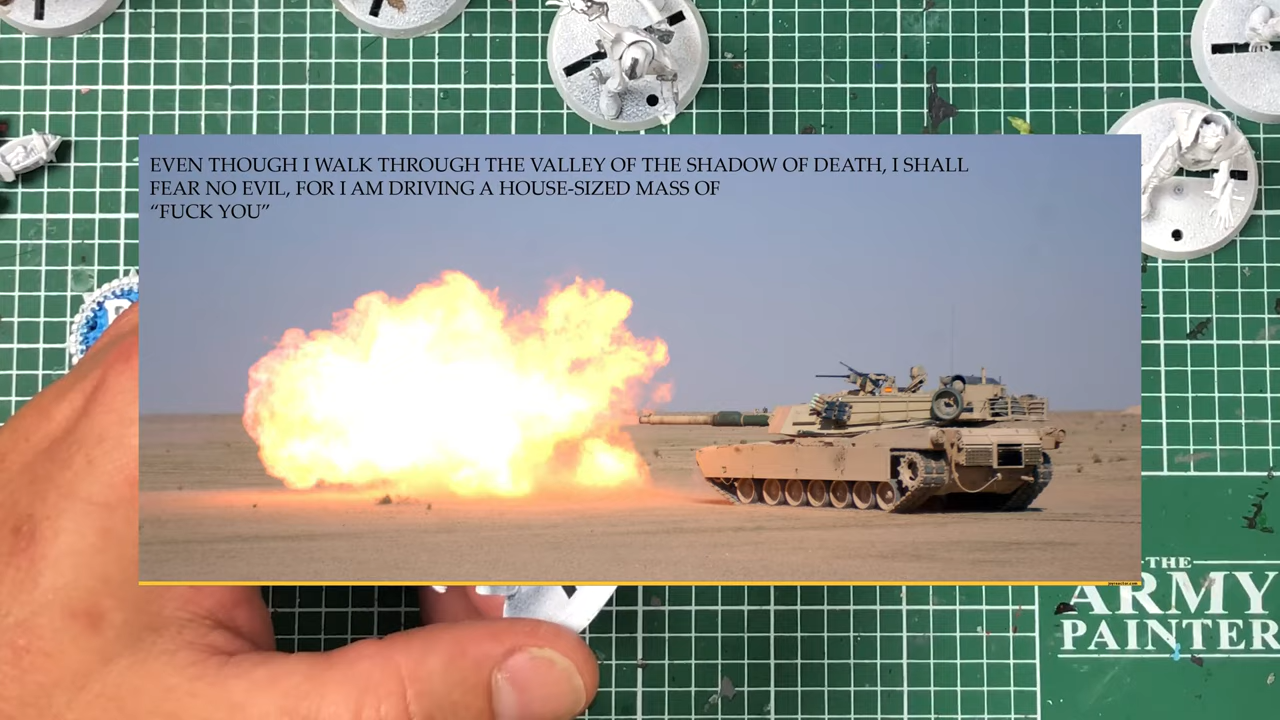 EVEN THOUGH I WALK THROUGH THE VALLEY OF THE SHADOW OF DEATH, I SHALL
FEAR NO EVIL, FOR I AM DRIVING A HOUSE-SIZED MASS OF
“FUCK YOU”
THE
ARMY
PAINTER